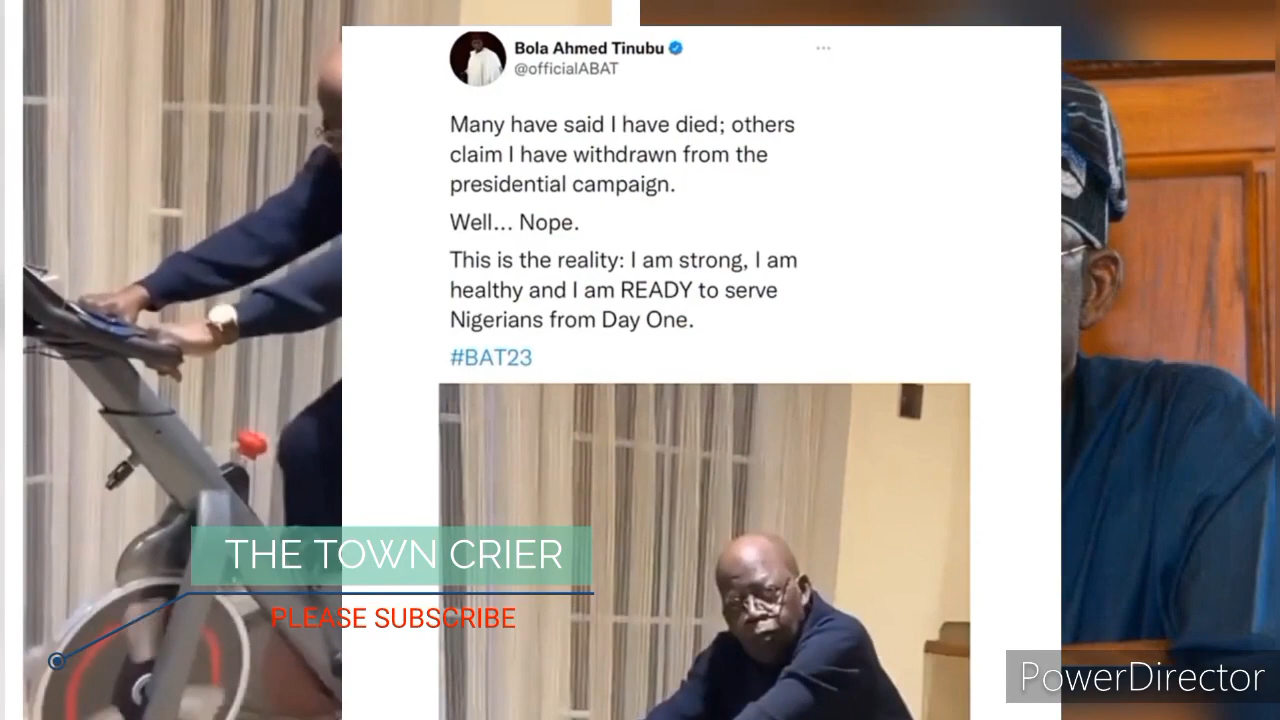 Bola Ahmed Tinubu
@officialABAT
...
Many have said I have died; others
claim I have withdrawn from the
presidential campaign.
Well... Nope.
This is the reality: I am strong, I am
healthy and I am READY to serve
Nigerians from Day One.
#BAT23
THE TOWN CRIER
PLEASE SUBSCRIBE
PowerDirector